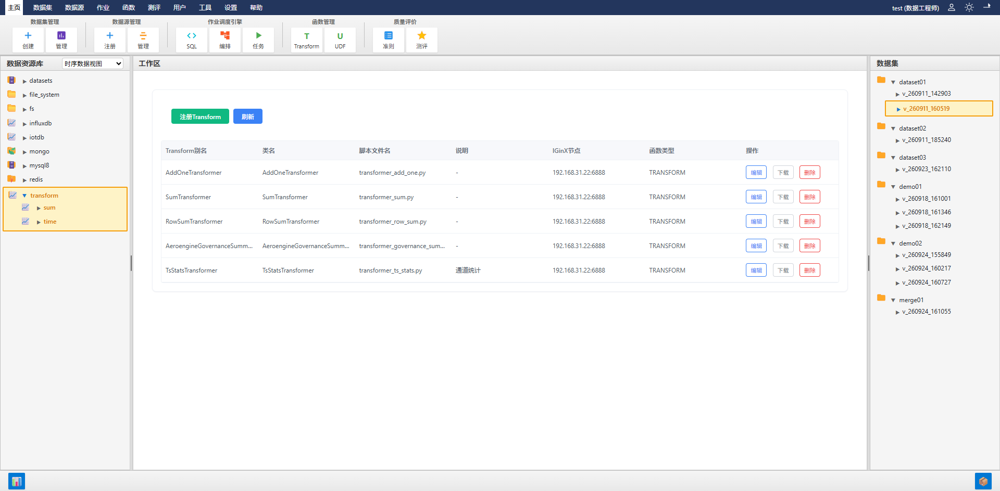 主页 数据集 数据源 作业 函数 测评 用户 工具 设置 帮助 test (数据工程师)
数据集管理 数据源管理 作业调度引擎 函数管理 质量评价
创建 管理 注册 管理 SQL 编排 任务 T Transform U UDF 准则 测评
数据资源库 时序数据视图
datasets
file_system
fs
influxdb
iotdb
mongo
mysql8
redis
transform
sum
time
工作区
注册Transform 刷新
Transform别名 类名 脚本文件名 说明 IGinX节点 函数类型 操作
AddOneTransformer AddOneTransformer transformer_add_one.py - 192.168.31.22:6888 TRANSFORM 编辑 下载 删除
SumTransformer SumTransformer transformer_sum.py - 192.168.31.22:6888 TRANSFORM 编辑 下载 删除
RowSumTransformer RowSumTransformer transformer_row_sum.py - 192.168.31.22:6888 TRANSFORM 编辑 下载 删除
AeroengineGovernanceSumm... AeroengineGovernanceSumm... transformer_governance_sum... - 192.168.31.22:6888 TRANSFORM 编辑 下载 删除
TsStatsTransformer TsStatsTransformer transformer_ts_stats.py 通道统计 192.168.31.22:6888 TRANSFORM 编辑 下载 删除
数据集
dataset01
v_260911_142903
v_260911_160519
dataset02
v_260911_185240
dataset03
v_260923_162110
demo01
v_260918_161001
v_260918_161346
v_260918_162149
demo02
v_260924_155849
v_260924_160217
v_260924_160727
merge01
v_260924_161055